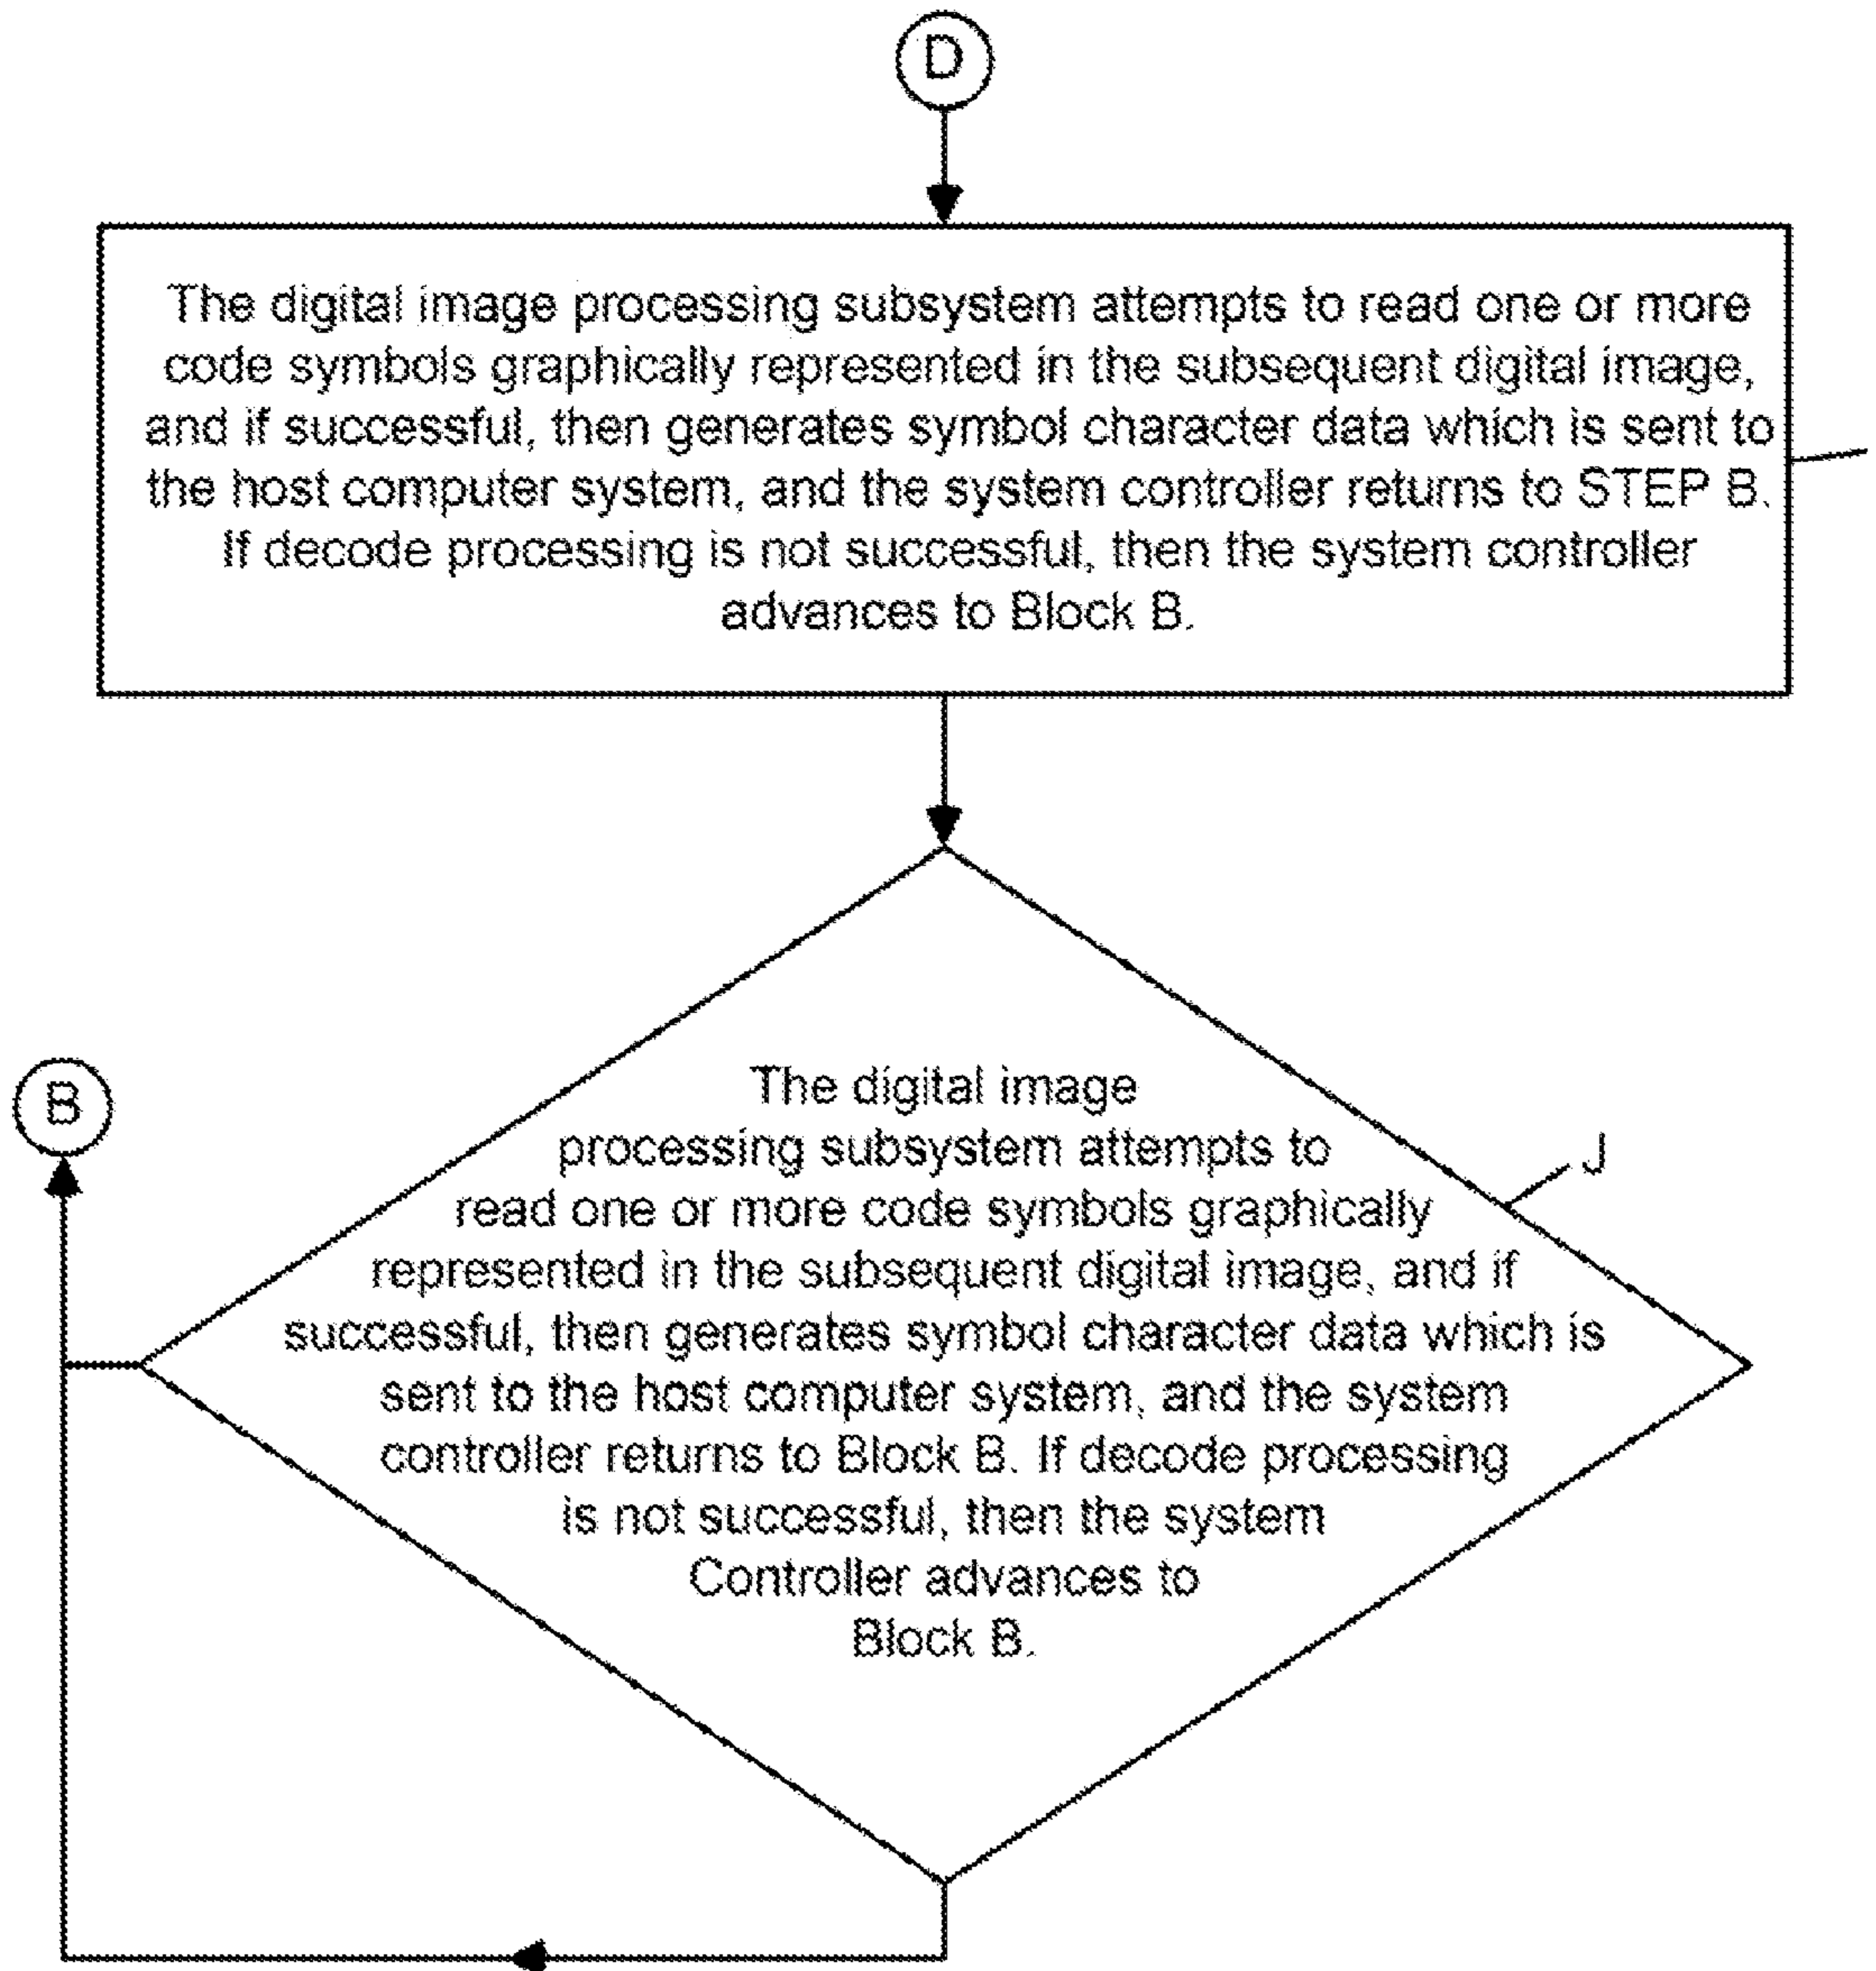 D
The digital image processing subsystem attempts to read one or more
code symbols graphically represented in the subsequent digital image,
and if successful, then generates symbol character data which is sent to
the host computer system, and the system controller returns to STEP B.
If decode processing is not successful, then the system controller
advances to Block B.
B
The digital image
processing subsystem attempts to
J
read one or more code symbols graphically
represented in the subsequent digital image, and if
successful, then generates symbol character data which is
sent to the host computer system, and the system
controller returns to Block B. If decode processing
is not successful, then the system
Controller advances to
Block B.